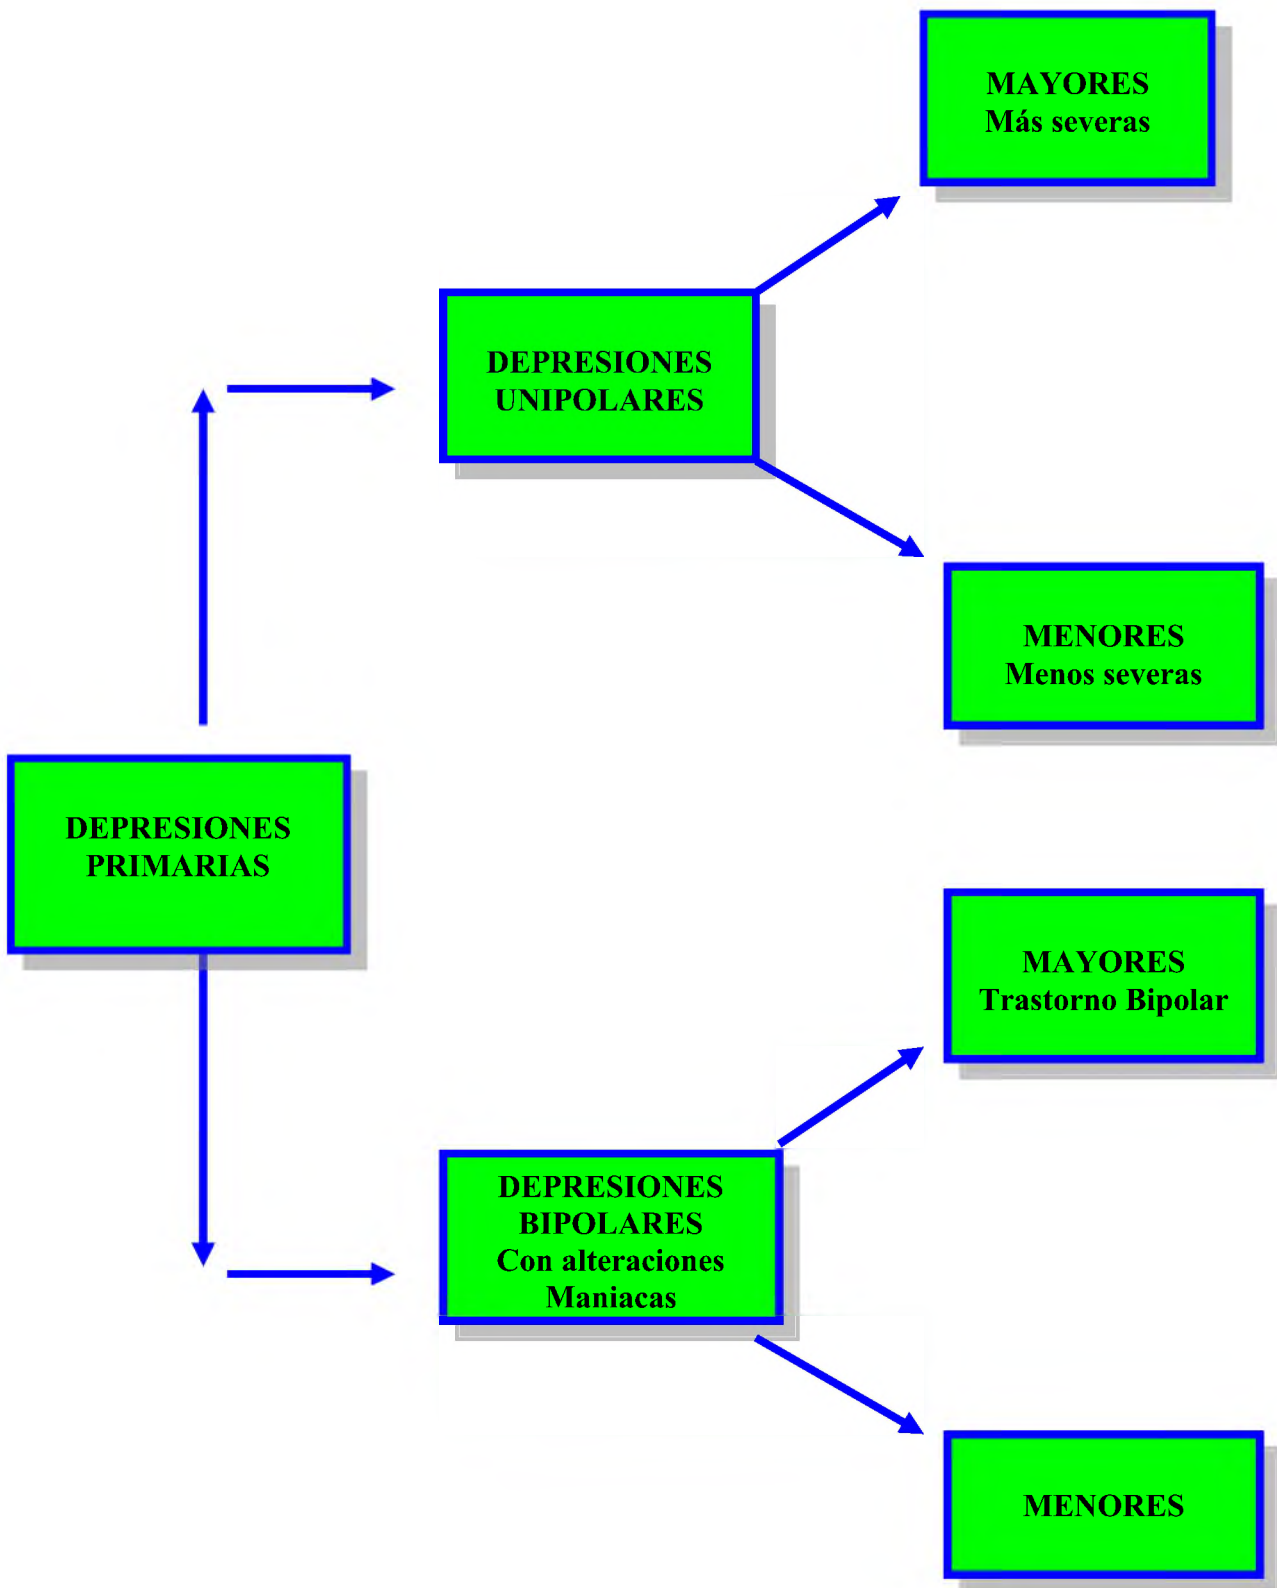 MAYORES
Más severas
DEPRESIONES
UNIPOLARES
MENORES
Menos severas
DEPRESIONES
PRIMARIAS
MAYORES
Trastorno Bipolar
DEPRESIONES
BIPOLARES
Con alteraciones
Maniacas
MENORES